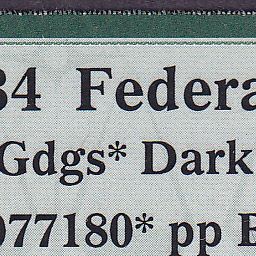 34 Federa
Gdgs* Dark
077180* pp B